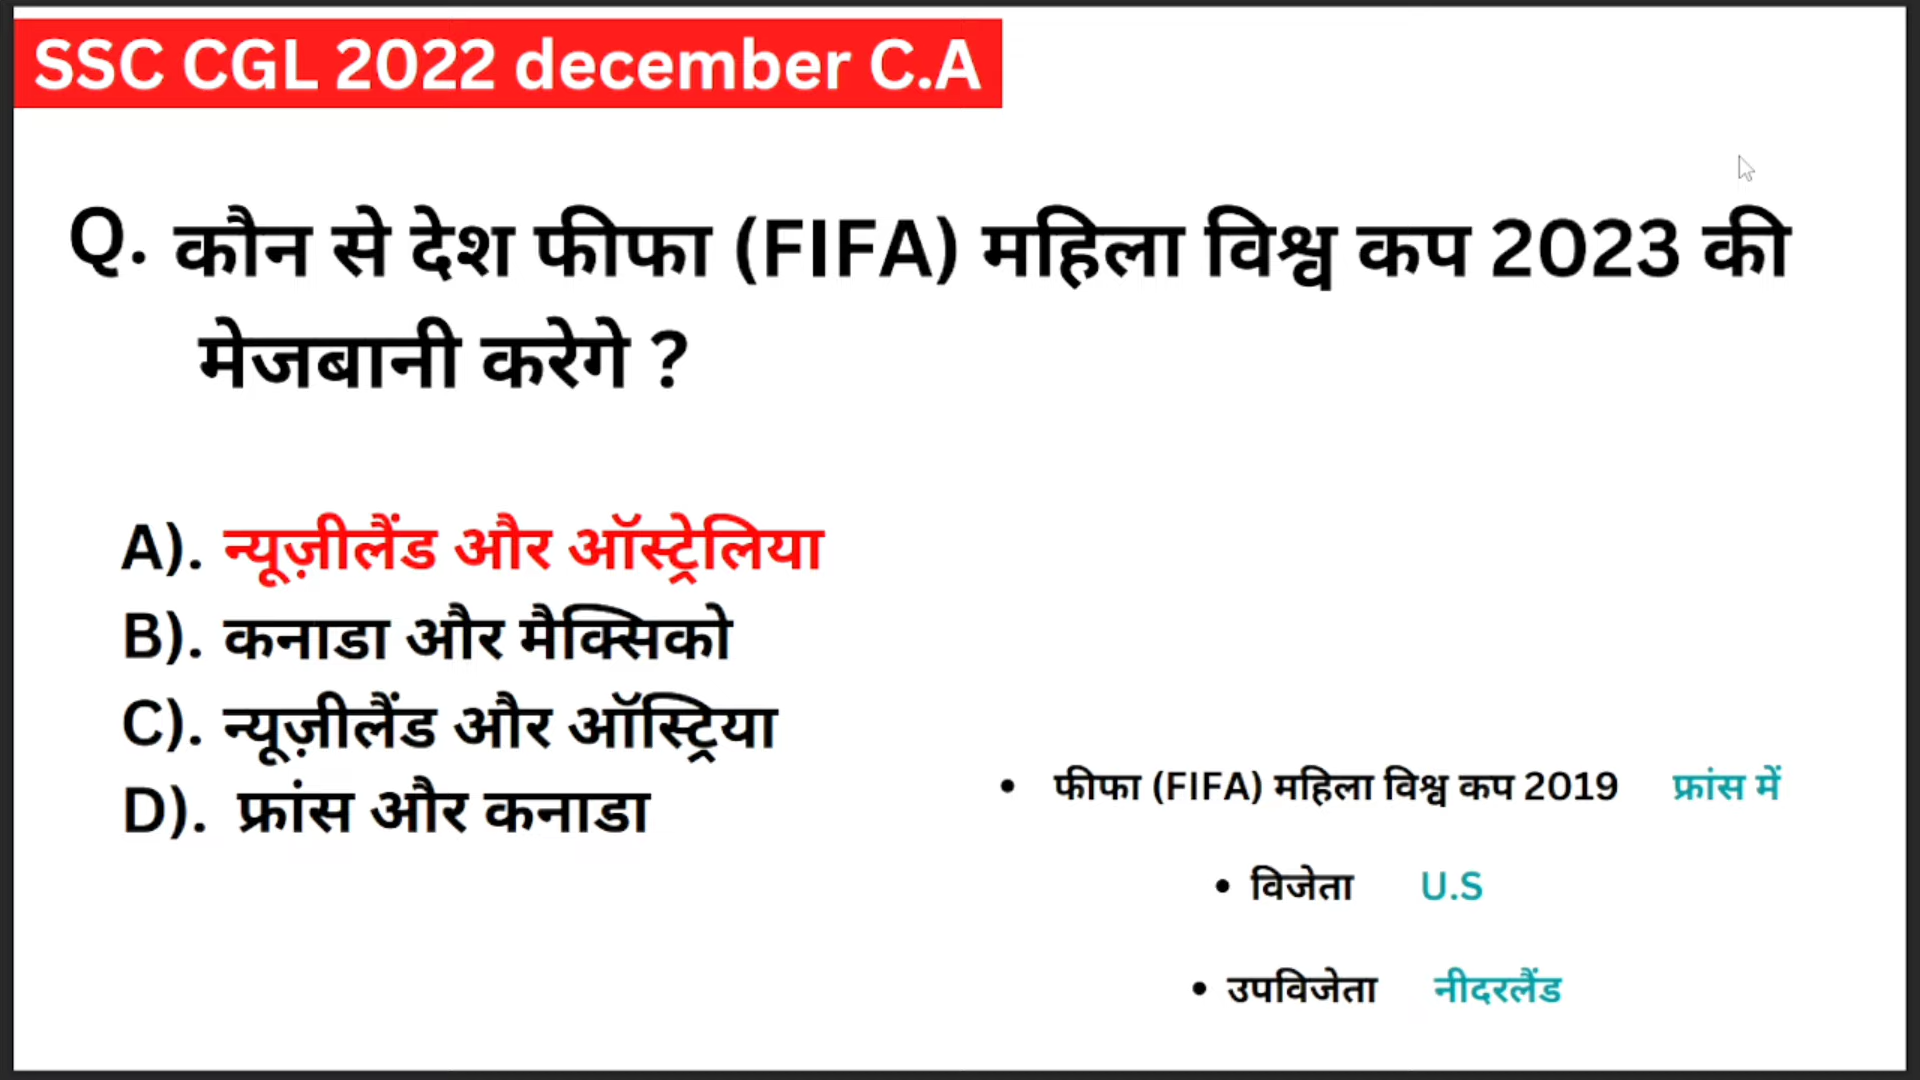 SSC CGL 2022 december C.A
Q. कौन से देश फीफा (FIFA) महिला विश्व कप 2023 की
मेजबानी करेगे ?
A). न्यूज़ीलैंड और ऑस्ट्रेलिया
B). कनाडा और मैक्सिको
C). न्यूज़ीलैंड और ऑस्ट्रिया
D). फ्रांस और कनाडा
• फीफा (FIFA) महिला विश्व कप 2019 फ्रांस में
• विजेता U.S
• उपविजेता नीदरलैंड